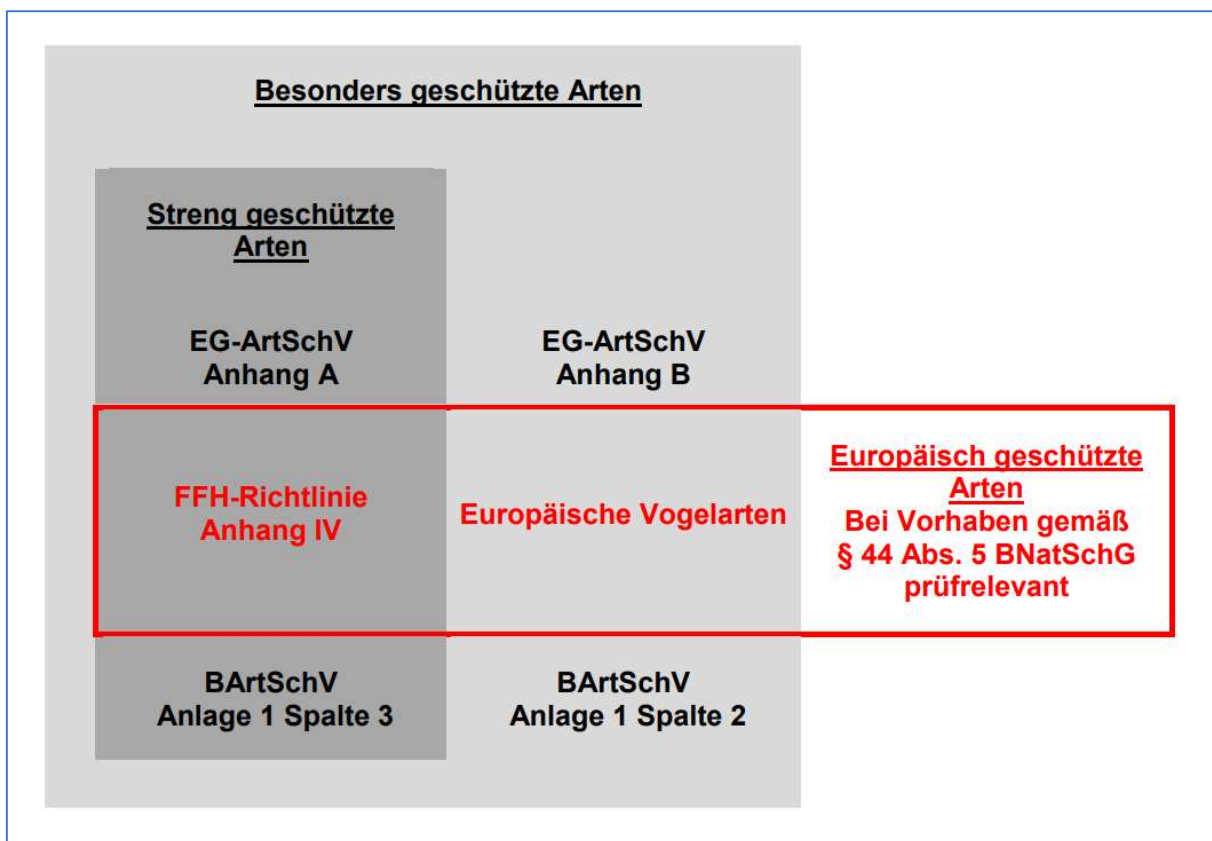 Besonders geschützte Arten
Streng geschützte
Arten
EG-ArtSchV
Anhang A
EG-ArtSchV
Anhang B
FFH-Richtlinie
Anhang IV
Europäische Vogelarten
Europäisch geschützte
Arten
Bei Vorhaben gemäß
§ 44 Abs. 5 BNatSchG
prüfrelevant
BArtSchV
Anlage 1 Spalte 3
BArtSchV
Anlage 1 Spalte 2